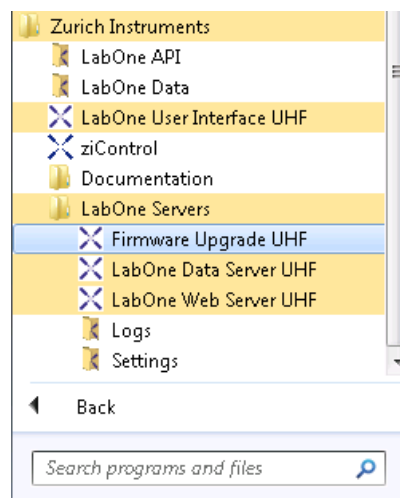 Zurich Instruments
LabOne API
LabOne Data
LabOne User Interface UHF
ziControl
Documentation
LabOne Servers
Firmware Upgrade UHF
LabOne Data Server UHF
LabOne Web Server UHF
Logs
Settings
Back
Search programs and files